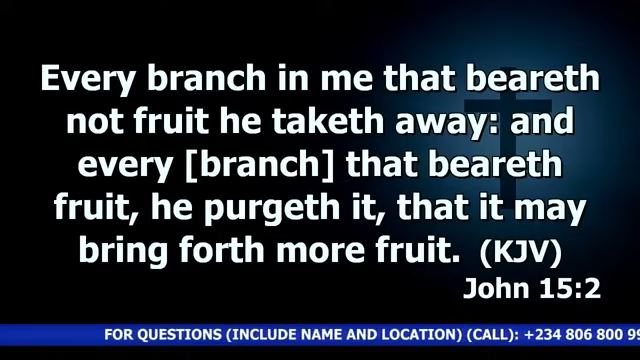 Every branch in me that beareth
not fruit he taketh away: and
every [branch] that beareth
fruit, he purgeth it, that it may
bring forth more fruit. (KJV)
John 15:2
FOR QUESTIONS (INCLUDE NAME AND LOCATION) (CALL): +234 806 800 99